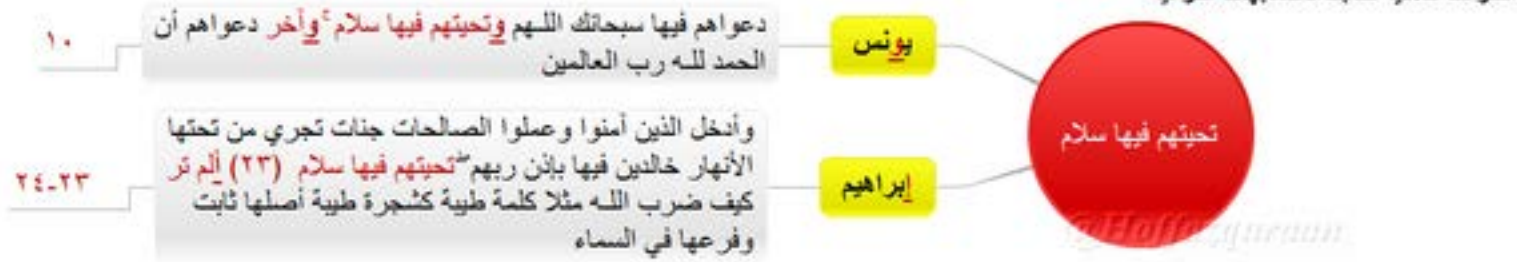 تحيتهم فيها سلام
يونس
دعواهم فيها سبحانك اللهم وتحيتهم فيها سلام ۚ وآخر دعواهم أن
الحمد لله رب العالمين
١٠
إبراهيم
وأدخل الذين آمنوا وعملوا الصالحات جنات تجري من تحتها
الأنهار خالدين فيها بإذن ربهم ۖ تحيتهم فيها سلام (٢٣) ألم تر
كيف ضرب الله مثلا كلمة طيبة كشجرة طيبة أصلها ثابت
وفرعها في السماء
٢٣-٢٤